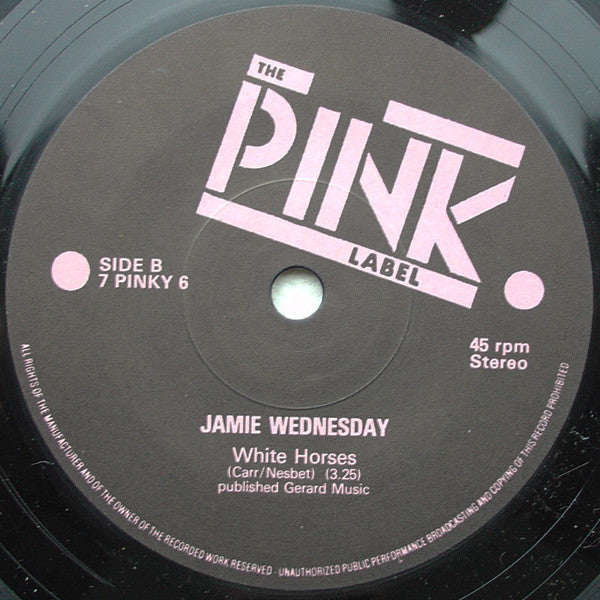 THE
PINK
LABEL
SIDE B
7 PINKY 6
45 rpm
Stereo
JAMIE WEDNESDAY
White Horses
(Carr/Nesbet) (3.25)
published Gerard Music
ALL RIGHTS OF THE MANUFACTURER AND OF THE OWNER OF THE RECORDED WORK RESERVED - UNAUTHORIZED PUBLIC PERFORMANCE BROADCASTING AND COPYING OF THIS RECORD PROHIBITED